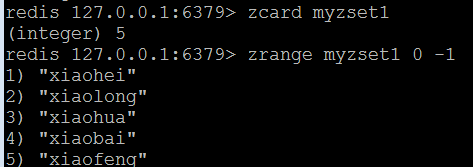 redis 127.0.0.1:6379> zcard myzset1
(integer) 5
redis 127.0.0.1:6379> zrange myzset1 0 -1
1) "xiaohei"
2) "xiaolong"
3) "xiaohua"
4) "xiaobai"
5) "xiaofeng"